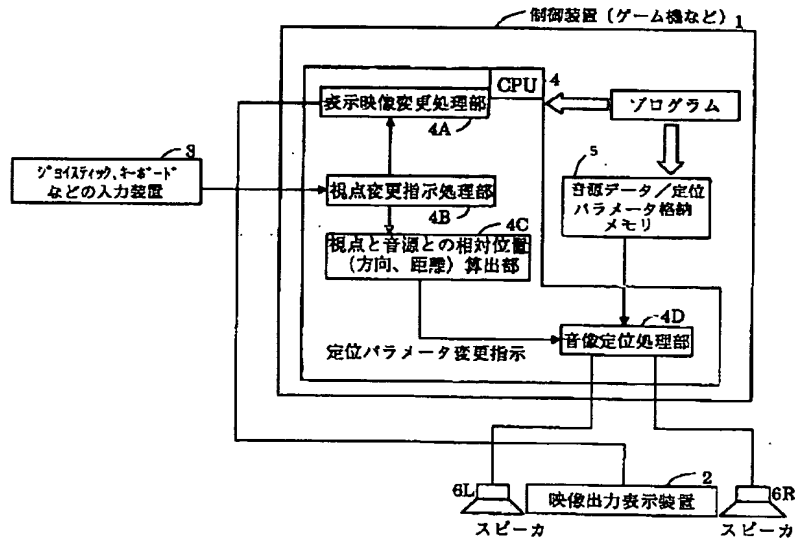 制御装置(ゲーム機など) 1
CPU
4
表示映像変更処理部
4A
ゾログラム
3
ジョイスティック、キーボード
などの入力装置
視点変更指示処理部
4B
5
音源データ/定位
パラメータ格納
メモリ
4C
視点と音源との相対位置
(方向、距離)算出部
4D
音像定位処理部
定位パラメータ変更指示
6L
スピーカ
2
映像出力表示装置
6R
スピーカ